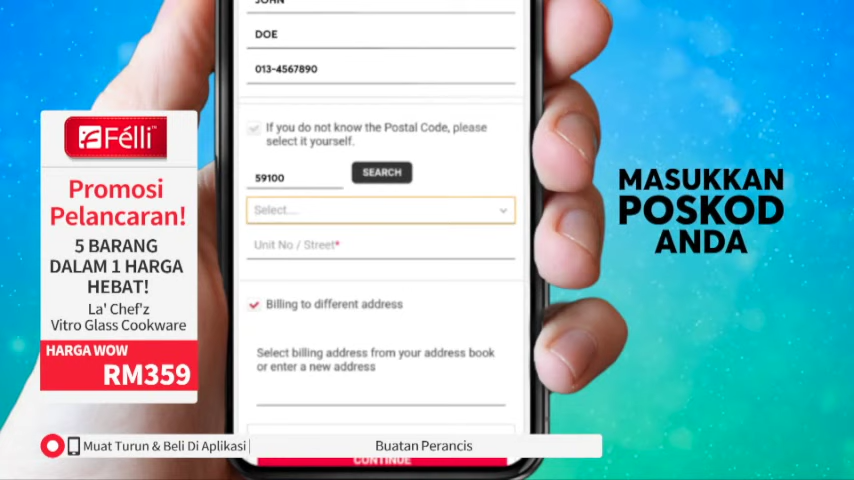 JOHN
DOE
013-4567890
If you do not know the Postal Code, please
select it yourself.
59100
SEARCH
Select....
Unit No / Street*
Billing to different address
Select billing address from your address book
or enter a new address
CONTINUE
MASUKKAN
POSKOD
ANDA
Félli™
Promosi
Pelancaran!
5 BARANG
DALAM 1 HARGA
HEBAT!
La' Chef'z
Vitro Glass Cookware
HARGA WOW
RM359
Muat Turun & Beli Di Aplikasi
Buatan Perancis